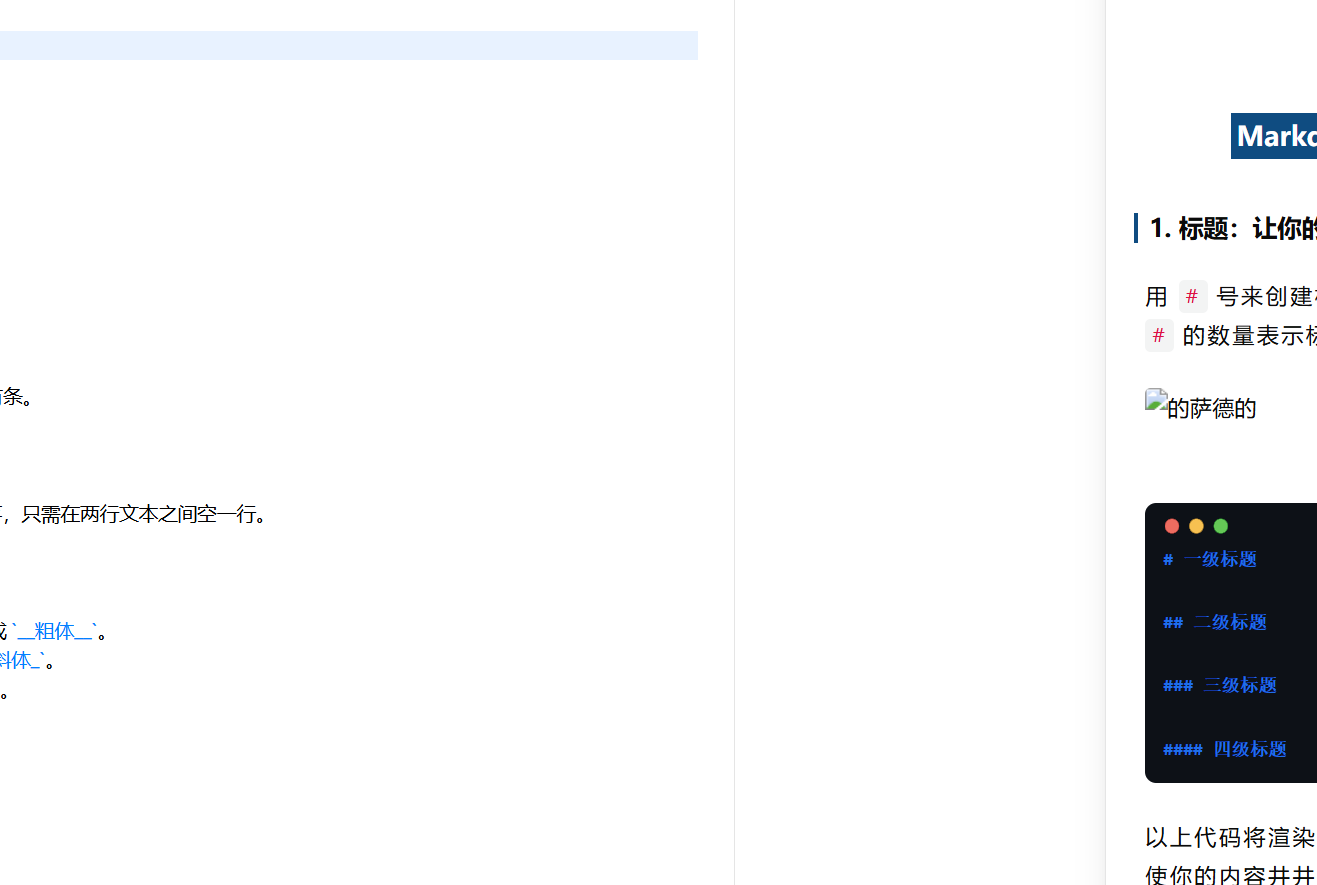 条。
，只需在两行文本之间空一行。
`__粗体__`。
斜体_`。
。
Markd
1. 标题：让你的
用 # 号来创建
# 的数量表示标
的萨德的
# 一级标题
## 二级标题
### 三级标题
#### 四级标题
以上代码将渲染
使你的内容井井